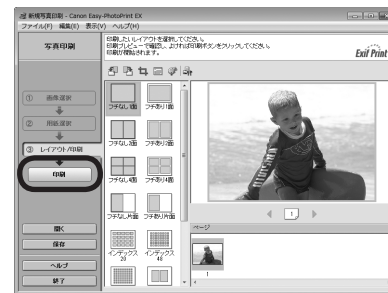 新規写真印刷 - Canon Easy-PhotoPrint EX
ファイル(F) 編集(E) 表示(V) ヘルプ(H)
写真印刷
印刷したいレイアウトを選択してください。
印刷プレビューで確認し、よければ印刷ボタンをクリックしてください。
印刷が開始されます。
Exif Print
① 画像選択
② 用紙選択
③ レイアウト/印刷
印刷
開く
保存
ヘルプ
終了
フチなし1面
フチあり1面
フチなし2面
フチあり2面
フチなし4面
フチあり4面
フチなし片面
フチあり片面
インデックス
20
インデックス
48
1
ページ
1